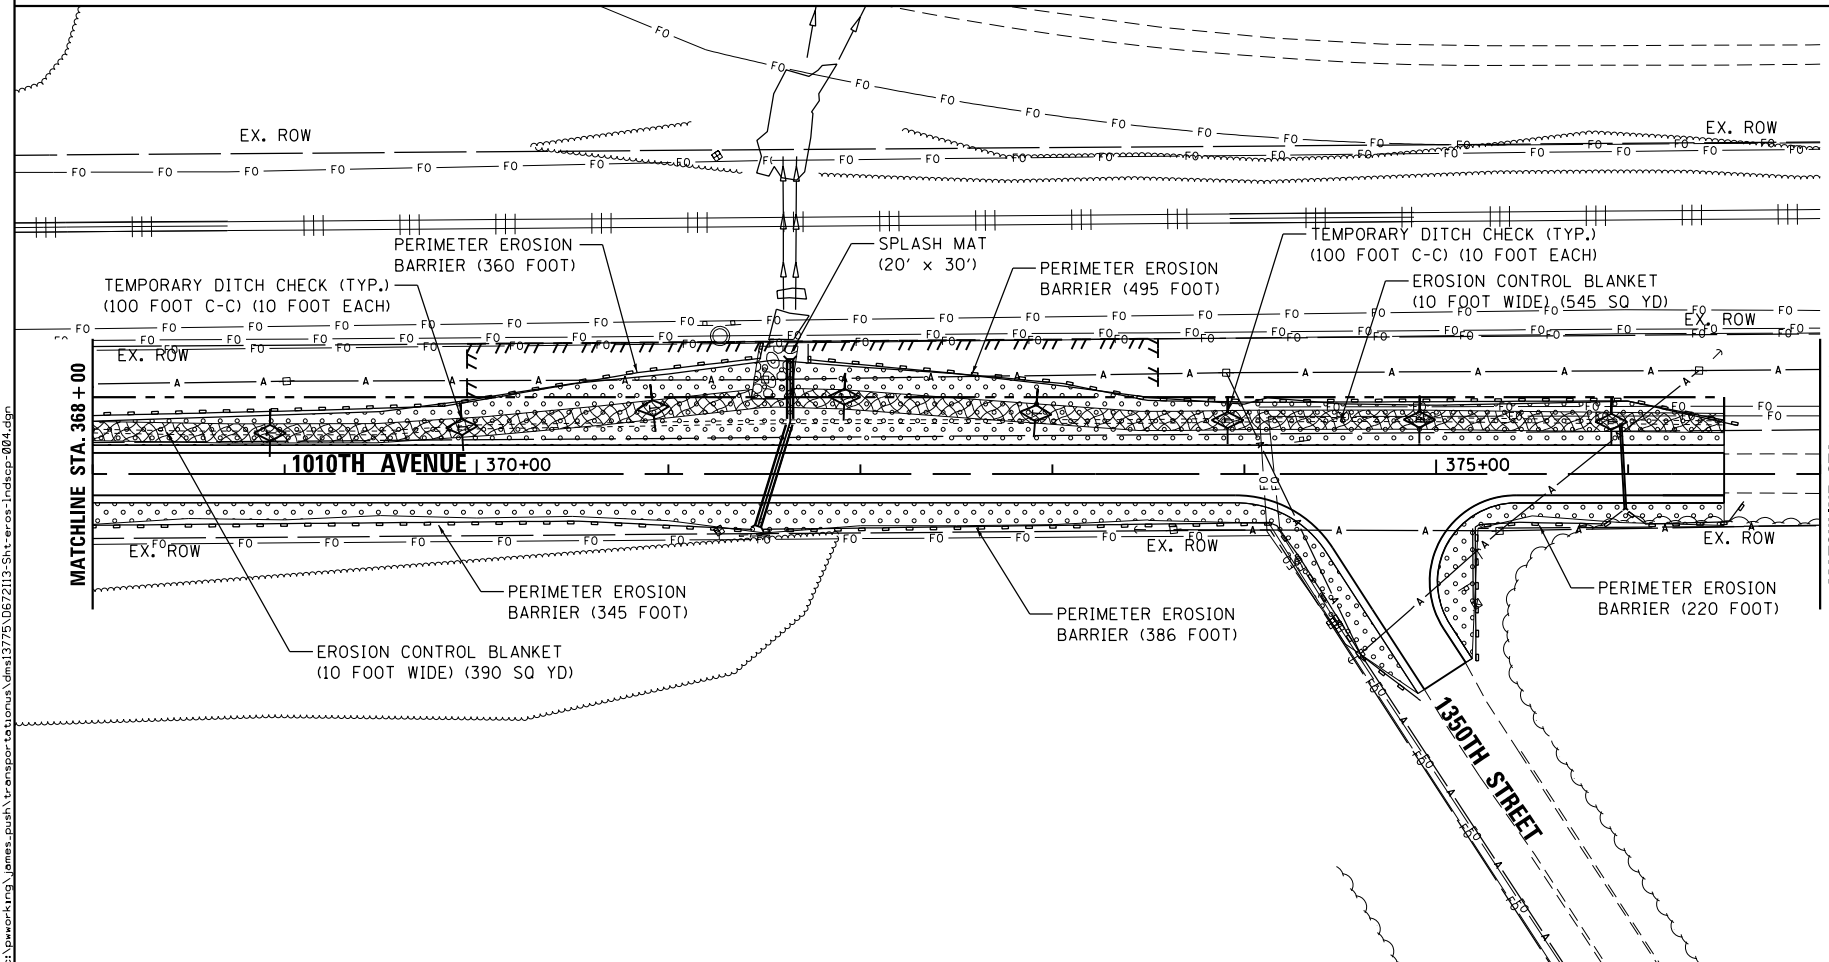 EX. ROW
EX. ROW
PERIMETER EROSION
BARRIER (360 FOOT)
SPLASH MAT
(20' x 30')
TEMPORARY DITCH CHECK (TYP.)
(100 FOOT C-C) (10 FOOT EACH)
PERIMETER EROSION
BARRIER (495 FOOT)
TEMPORARY DITCH CHECK (TYP.)
(100 FOOT C-C) (10 FOOT EACH)
EROSION CONTROL BLANKET
(10 FOOT WIDE) (545 SQ YD)
EX. ROW
EX. ROW
MATCHLINE STA. 368+00
1010TH AVENUE
370+00
375+00
EX. ROW
EX. ROW
EX. ROW
PERIMETER EROSION
BARRIER (345 FOOT)
PERIMETER EROSION
BARRIER (386 FOOT)
PERIMETER EROSION
BARRIER (220 FOOT)
EROSION CONTROL BLANKET
(10 FOOT WIDE) (390 SQ YD)
1350TH STREET
FO
A